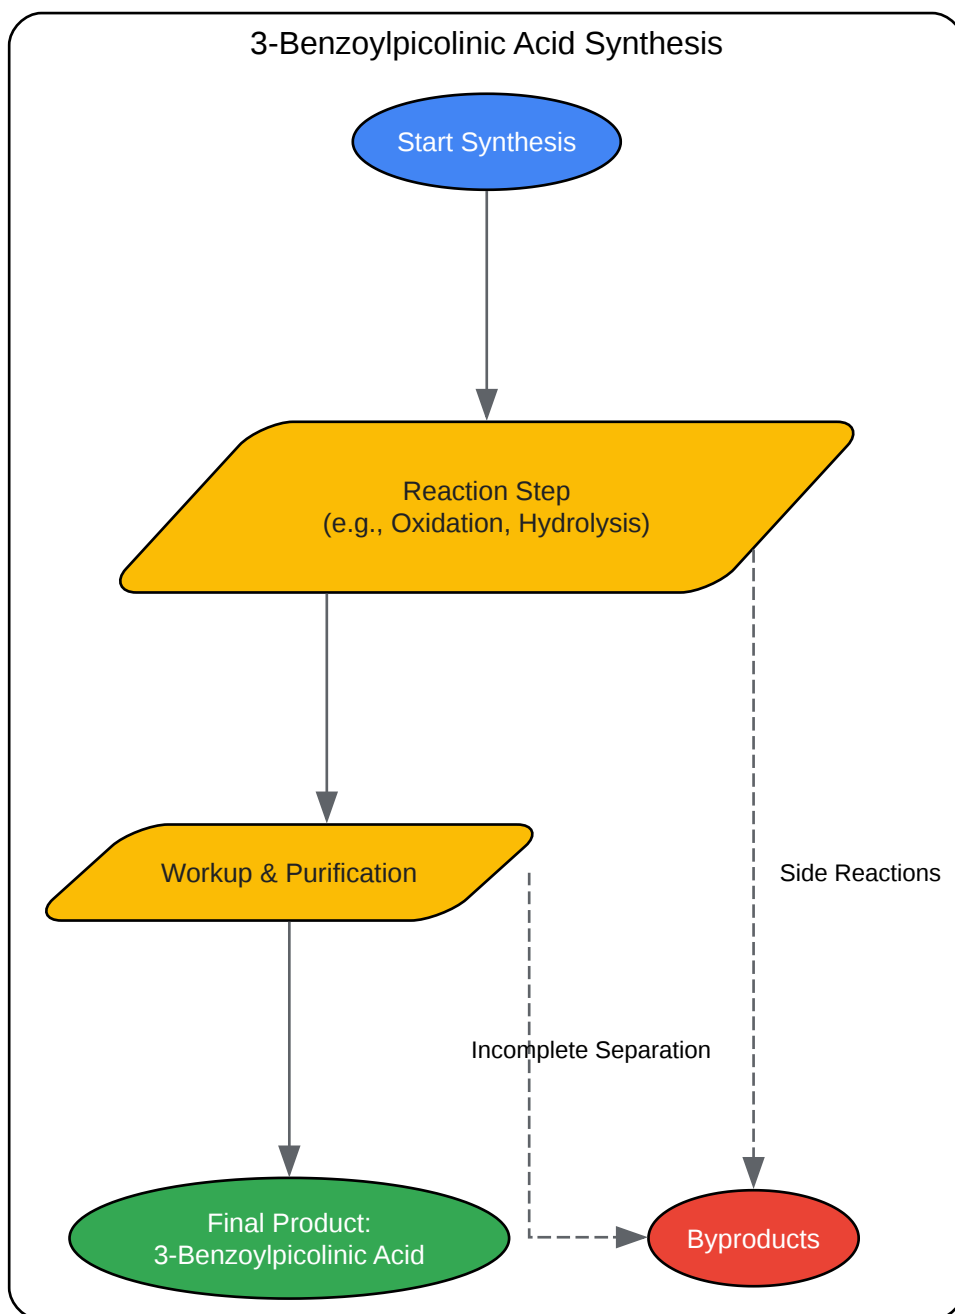 3-Benzoylpicolinic Acid Synthesis
Start Synthesis
Reaction Step
(e.g., Oxidation, Hydrolysis)
Workup & Purification
Side Reactions
Incomplete Separation
Final Product:
3-Benzoylpicolinic Acid
Byproducts